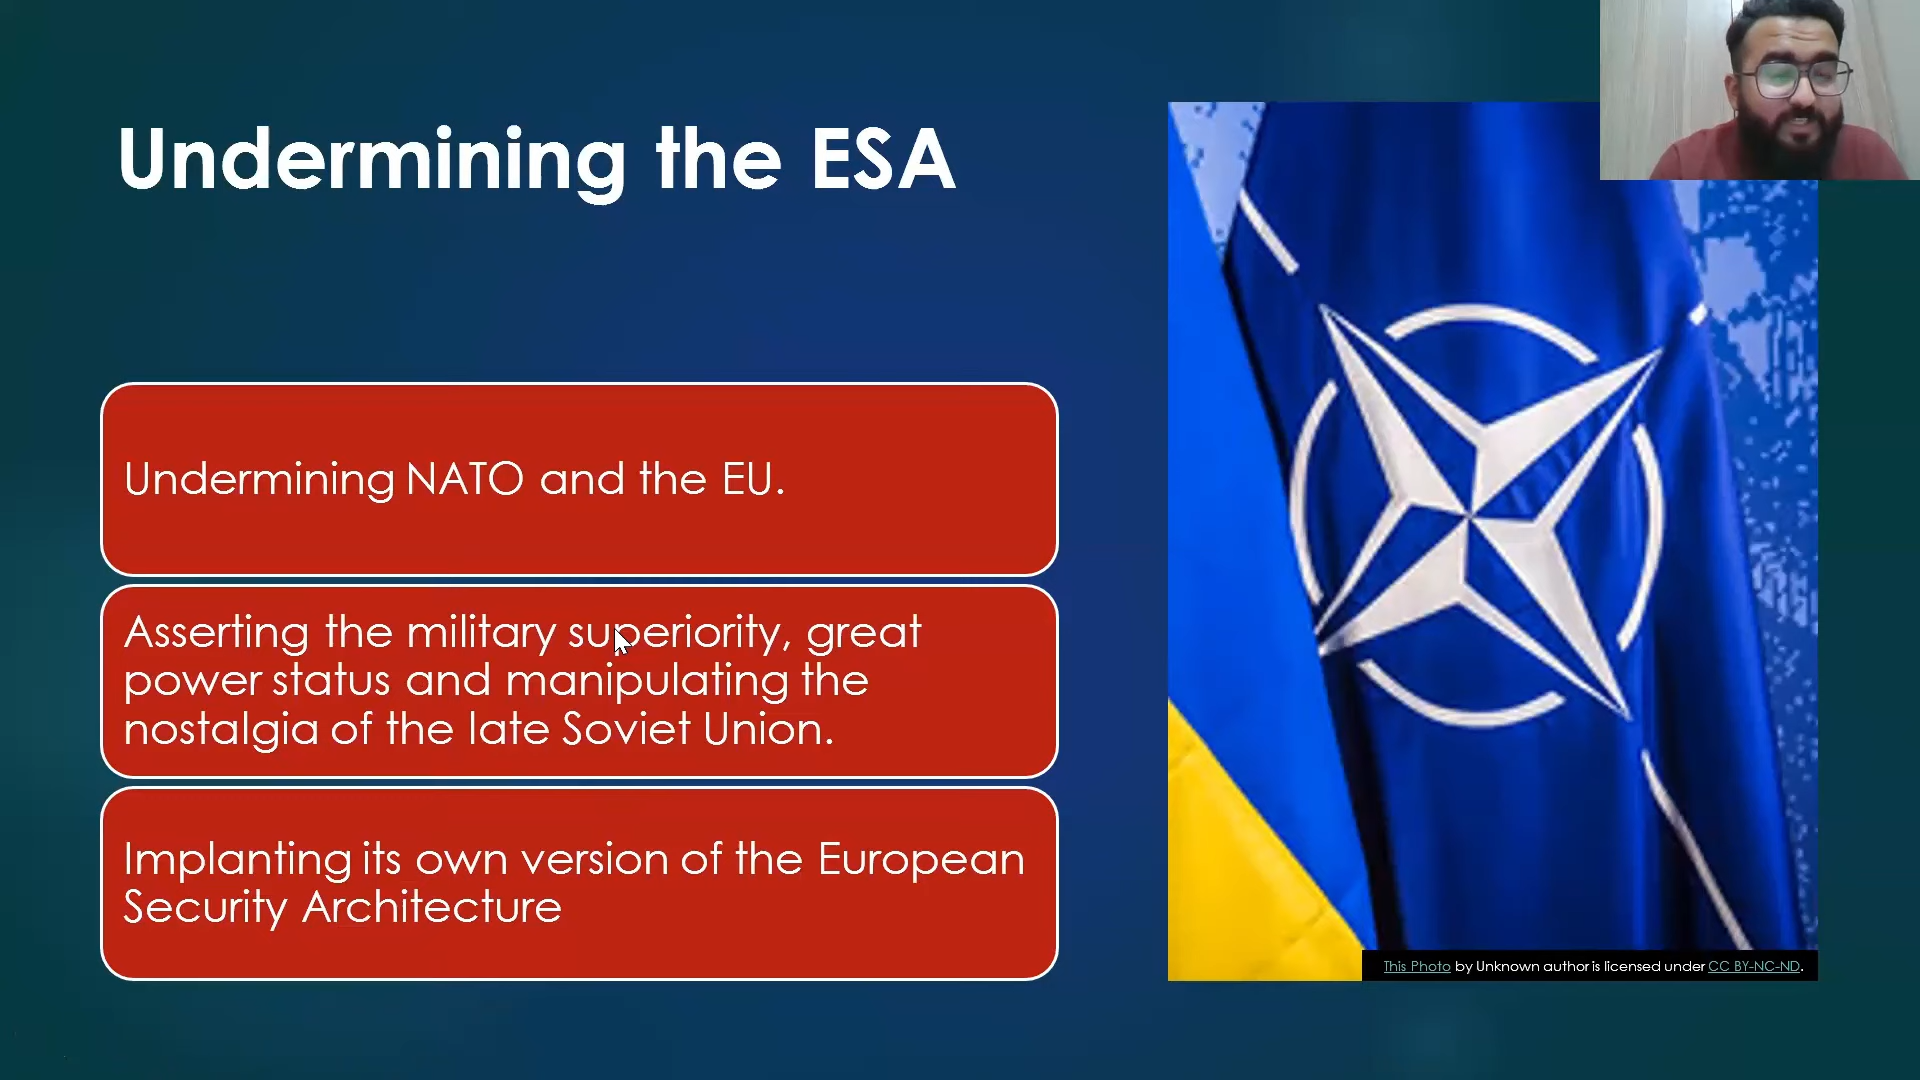 Undermining the ESA
Undermining NATO and the EU.
Asserting the military superiority, great
power status and manipulating the
nostalgia of the late Soviet Union.
Implanting its own version of the European
Security Architecture
This Photo by Unknown author is licensed under CC BY-NC-ND.